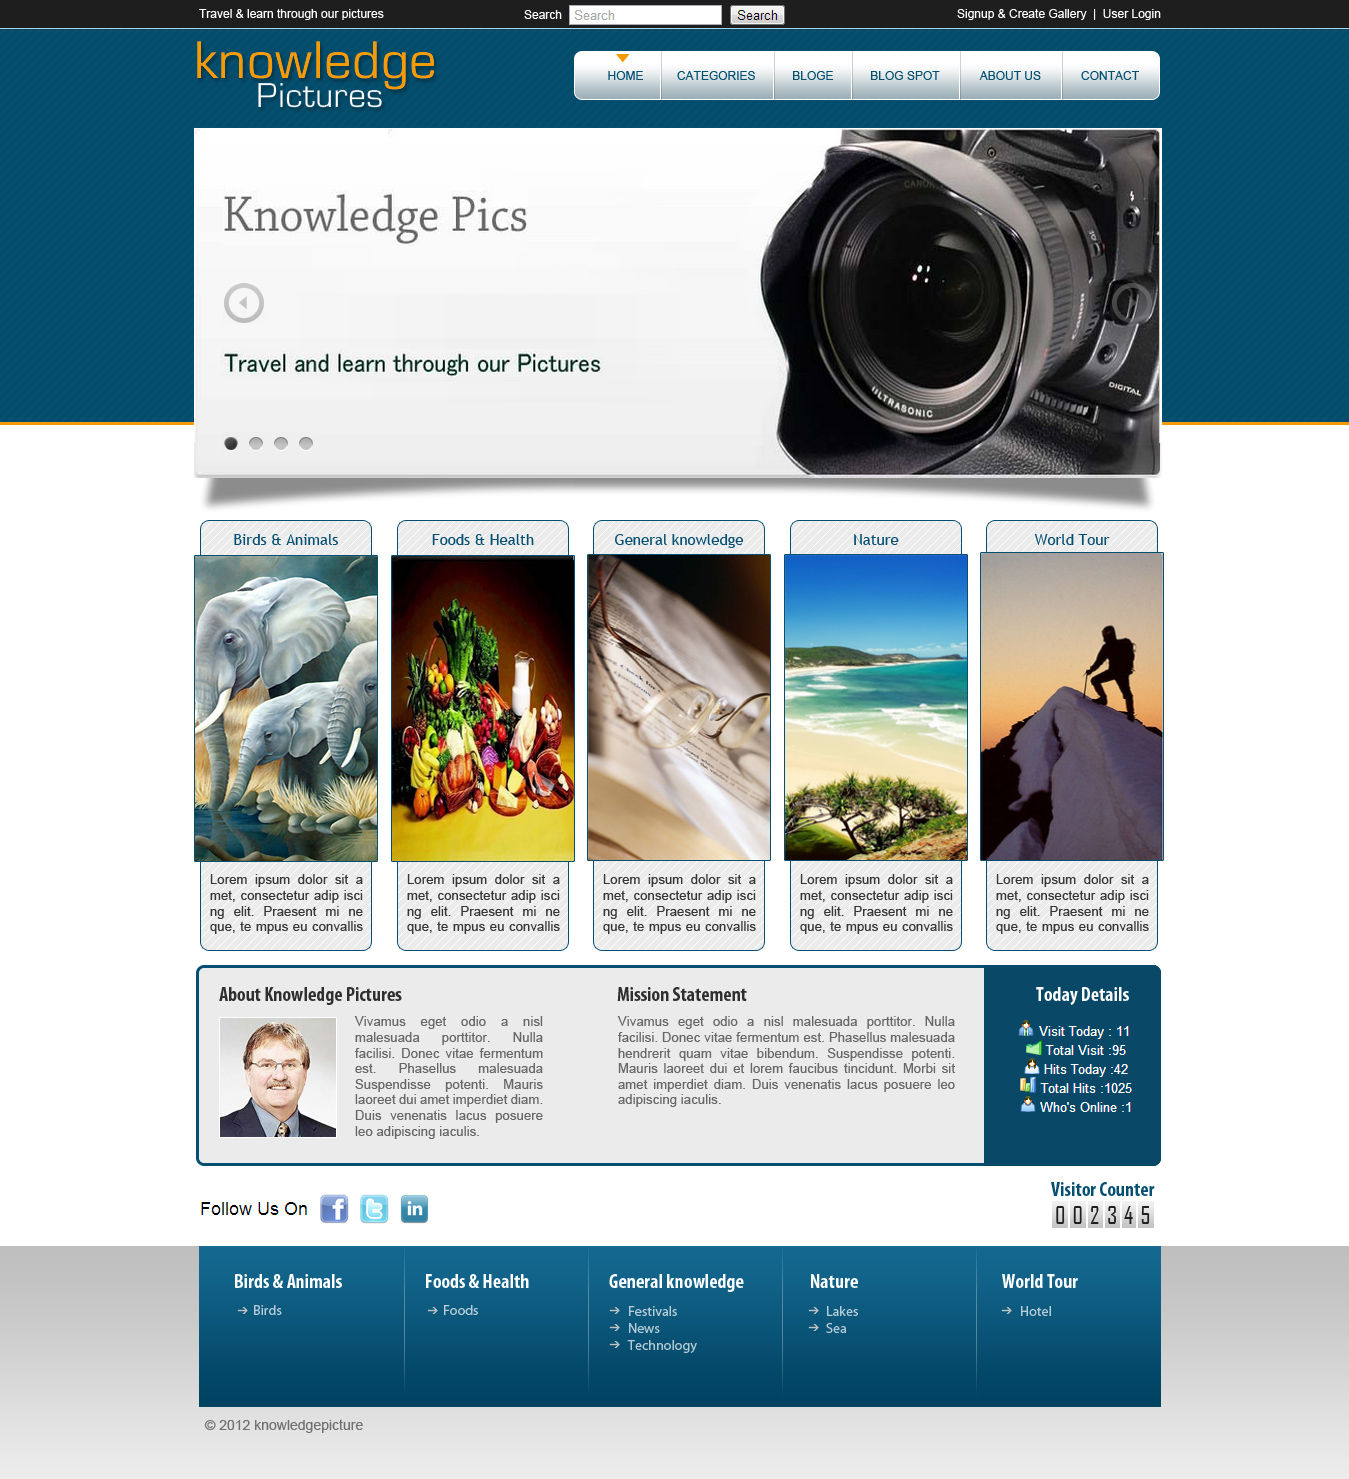 Travel & learn through our pictures
Search Search Search
Signup & Create Gallery | User Login
knowledge
Pictures
HOME CATEGORIES BLOGE BLOG SPOT ABOUT US CONTACT
Knowledge Pics
Travel and learn through our Pictures
CANON
Canon
DIGITAL
ULTRASONIC
Birds & Animals
Lorem ipsum dolor sit a
met, consectetur adip isci
ng elit. Praesent mi ne
que, te mpus eu convallis
Foods & Health
Lorem ipsum dolor sit a
met, consectetur adip isci
ng elit. Praesent mi ne
que, te mpus eu convallis
General knowledge
Lorem ipsum dolor sit a
met, consectetur adip isci
ng elit. Praesent mi ne
que, te mpus eu convallis
Nature
Lorem ipsum dolor sit a
met, consectetur adip isci
ng elit. Praesent mi ne
que, te mpus eu convallis
World Tour
Lorem ipsum dolor sit a
met, consectetur adip isci
ng elit. Praesent mi ne
que, te mpus eu convallis
About Knowledge Pictures
Vivamus eget odio a nisl
malesuada porttitor. Nulla
facilisi. Donec vitae fermentum
est. Phasellus malesuada
Suspendisse potenti. Mauris
laoreet dui amet imperdiet diam.
Duis venenatis lacus posuere
leo adipiscing iaculis.
Mission Statement
Vivamus eget odio a nisl malesuada porttitor. Nulla
facilisi. Donec vitae fermentum est. Phasellus malesuada
hendrerit quam vitae bibendum. Suspendisse potenti.
Mauris laoreet dui et lorem faucibus tincidunt. Morbi sit
amet imperdiet diam. Duis venenatis lacus posuere leo
adipiscing iaculis.
Today Details
Visit Today : 11
Total Visit :95
Hits Today :42
Total Hits :1025
Who's Online :1
Follow Us On
Visitor Counter
002345
Birds & Animals
Birds
Foods & Health
Foods
General knowledge
Festivals
News
Technology
Nature
Lakes
Sea
World Tour
Hotel
© 2012 knowledgepicture